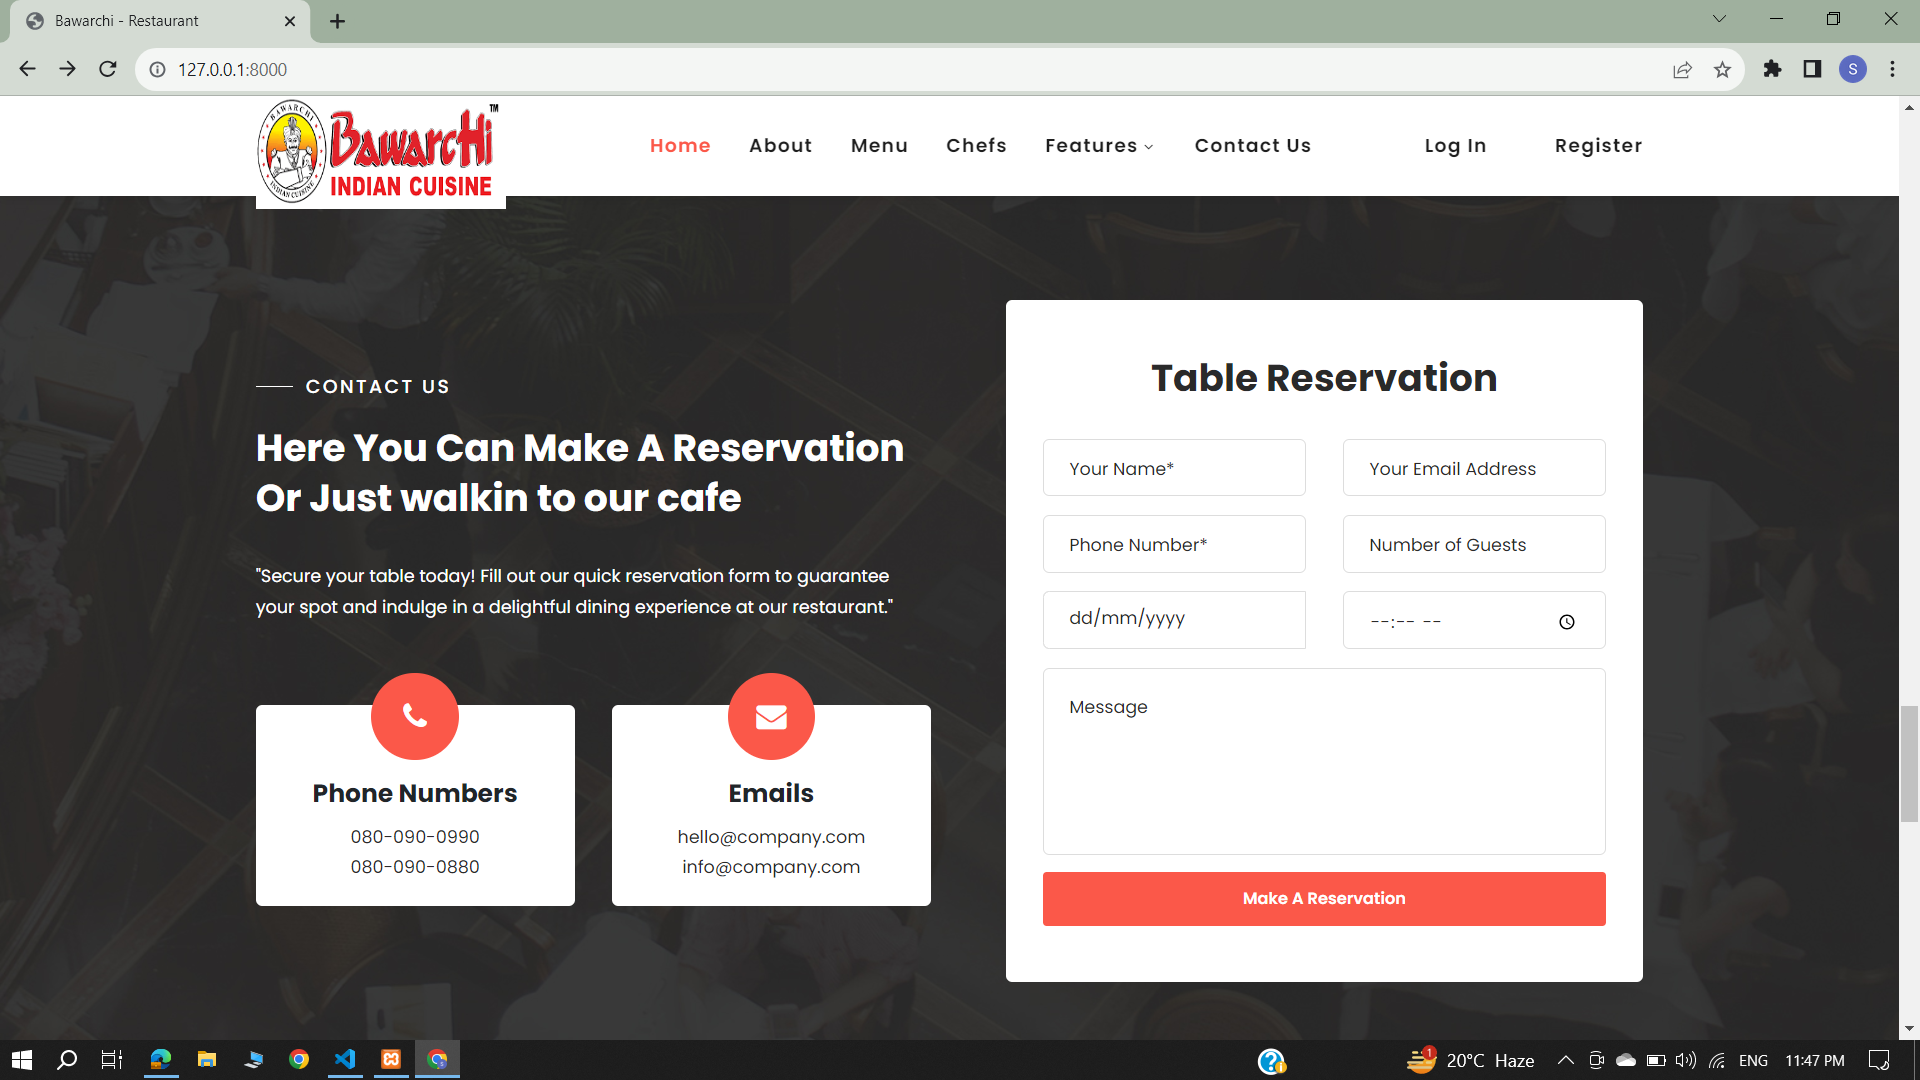 Bawarchi - Restaurant
127.0.0.1:8000
S
BAWARCHI
INDIAN CUISINE
BawarcHi
TM
INDIAN CUISINE
Home About Menu Chefs Features Contact Us Log In Register
CONTACT US
Here You Can Make A Reservation
Or Just walkin to our cafe
"Secure your table today! Fill out our quick reservation form to guarantee
your spot and indulge in a delightful dining experience at our restaurant."
Phone Numbers
080-090-0990
080-090-0880
Emails
hello@company.com
info@company.com
Table Reservation
Your Name* Your Email Address
Phone Number* Number of Guests
dd/mm/yyyy --:-- --
Message
Make A Reservation
1 20°C Haze ENG 11:47 PM